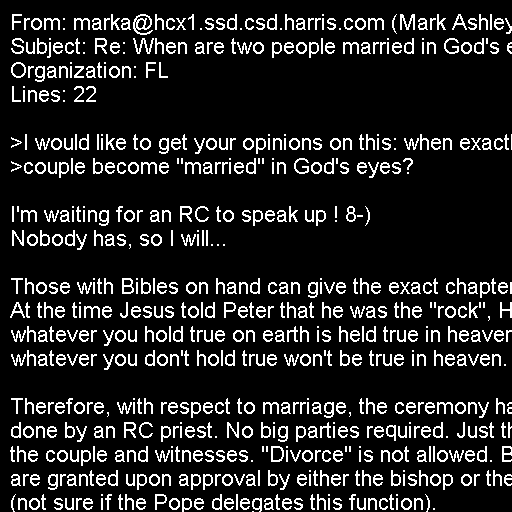 From: marka@hcx1.ssd.csd.harris.com (Mark Ashley
Subject: Re: When are two people married in God's
Organization: FL
Lines: 22

>I would like to get your opinions on this: when
>couple become "married" in God's eyes?

I'm waiting for an RC to speak up ! 8-)
Nobody has, so I will...

Those with Bibles on hand can give the exact chapter
At the time Jesus told Peter that he was the "rock",
whatever you hold true on earth is held true in
whatever you don't hold true won't be true in heaven.

Therefore, with respect to marriage, the ceremony
done by an RC priest. No big parties required. Just
the couple and witnesses. "Divorce" is not allowed.
are granted upon approval by either the bishop or the
(not sure if the Pope delegates this function).